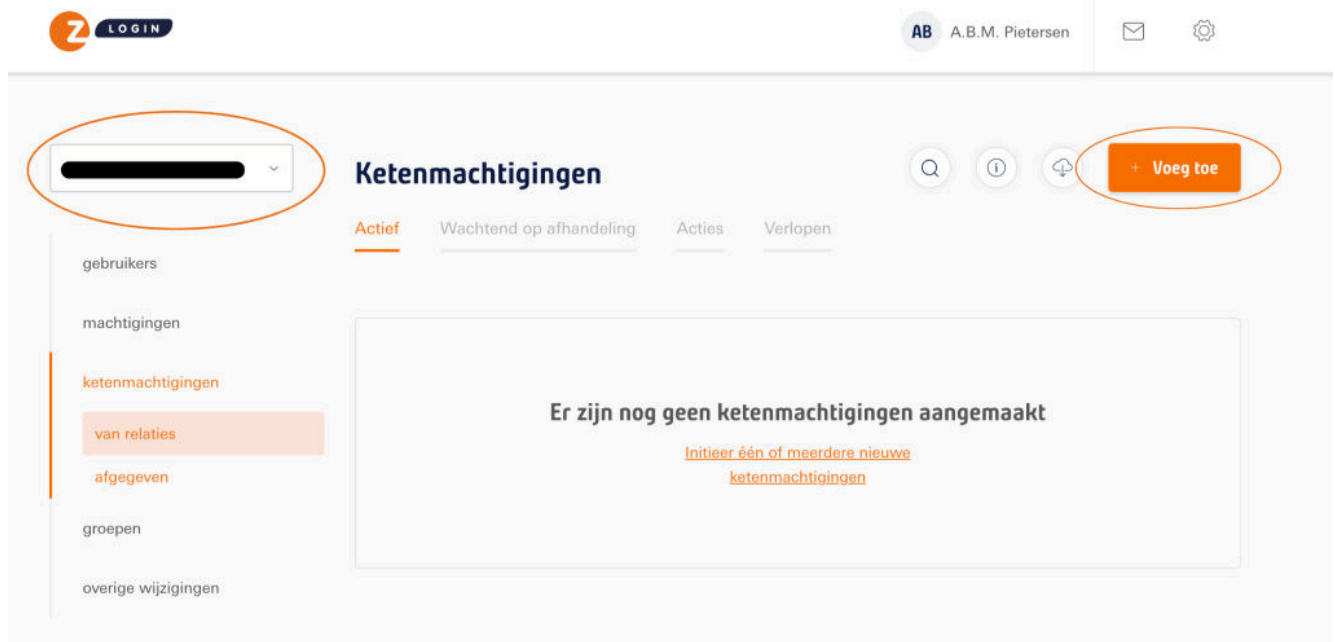 Z LOGIN
AB A.B.M. Pietersen
Ketenmachtigingen
+ Voeg toe
Actief Wachtend op afhandeling Acties Verlopen
gebruikers
machtigingen
ketenmachtigingen
van relaties
afgegeven
groepen
overige wijzigingen
Er zijn nog geen ketenmachtigingen aangemaakt
Initieer één of meerdere nieuwe
ketenmachtigingen